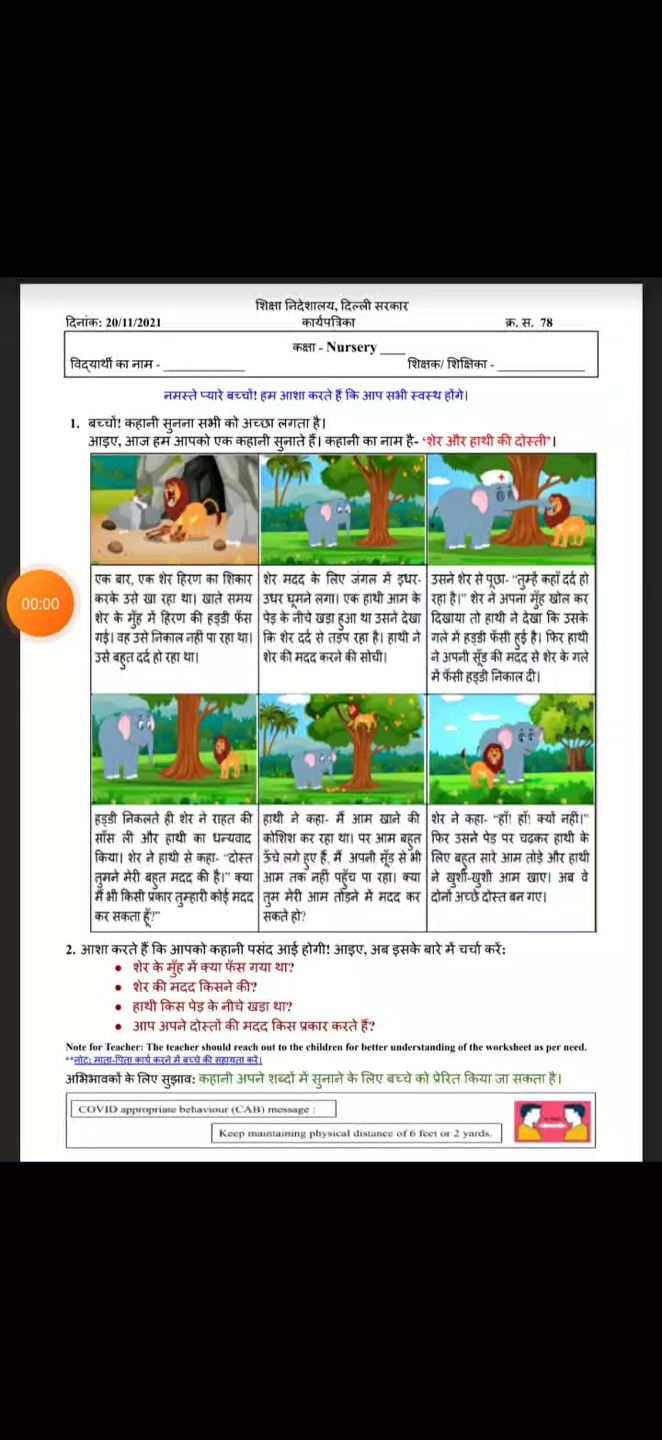 शिक्षा निदेशालय, दिल्ली सरकार
दिनांक: 20/11/2021 कार्यपत्रिका क्र. स. 78
कक्षा - Nursery ____
विद्यार्थी का नाम - ____________ शिक्षक/ शिक्षिका - ____________
नमस्ते प्यारे बच्चों! हम आशा करते हैं कि आप सभी स्वस्थ होंगे।
1. बच्चों! कहानी सुनना सभी को अच्छा लगता है।
आइए, आज हम आपको एक कहानी सुनाते हैं। कहानी का नाम है- ‘शेर और हाथी की दोस्ती’।
एक बार, एक शेर हिरण का शिकार
करके उसे खा रहा था। खाते समय
शेर के मुँह में हिरण की हड्डी फँस
गई। वह उसे निकाल नहीं पा रहा था।
उसे बहुत दर्द हो रहा था।
शेर मदद के लिए जंगल में इधर-
उधर घूमने लगा। एक हाथी आम के
पेड़ के नीचे खड़ा हुआ था उसने देखा
कि शेर दर्द से तड़प रहा है। हाथी ने
शेर की मदद करने की सोची।
उसने शेर से पूछा- “तुम्हें कहाँ दर्द हो
रहा है।” शेर ने अपना मुँह खोल कर
दिखाया तो हाथी ने देखा कि उसके
गले में हड्डी फँसी हुई है। फिर हाथी
ने अपनी सूँड की मदद से शेर के गले
में फँसी हड्डी निकाल दी।
00:00
हड्डी निकलते ही शेर ने राहत की
साँस ली और हाथी का धन्यवाद
किया। शेर ने हाथी से कहा- “दोस्त
तुमने मेरी बहुत मदद की है।” क्या
मैं भी किसी प्रकार तुम्हारी कोई मदद
कर सकता हूँ?”
हाथी ने कहा- मैं आम खाने की
कोशिश कर रहा था। पर आम बहुत
ऊँचे लगे हुए हैं, मैं अपनी सूँड से भी
आम तक नहीं पहुँच पा रहा। क्या
तुम मेरी आम तोड़ने में मदद कर
सकते हो?
शेर ने कहा- “हाँ! हाँ! क्यों नहीं।”
फिर उसने पेड़ पर चढ़कर हाथी के
लिए बहुत सारे आम तोड़े और हाथी
ने खुशी-खुशी आम खाए। अब वे
दोनों अच्छे दोस्त बन गए।
2. आशा करते हैं कि आपको कहानी पसंद आई होगी! आइए, अब इसके बारे में चर्चा करें:
● शेर के मुँह में क्या फँस गया था?
● शेर की मदद किसने की?
● हाथी किस पेड़ के नीचे खड़ा था?
● आप अपने दोस्तों की मदद किस प्रकार करते हैं?
Note for Teacher: The teacher should reach out to the children for better understanding of the worksheet as per need.
**नोट: माता-पिता कार्य करने में बच्चे की सहायता करें।
अभिभावकों के लिए सुझाव: कहानी अपने शब्दों में सुनाने के लिए बच्चे को प्रेरित किया जा सकता है।
COVID appropriate behaviour (CAB) message :
Keep maintaining physical distance of 6 feet or 2 yards.